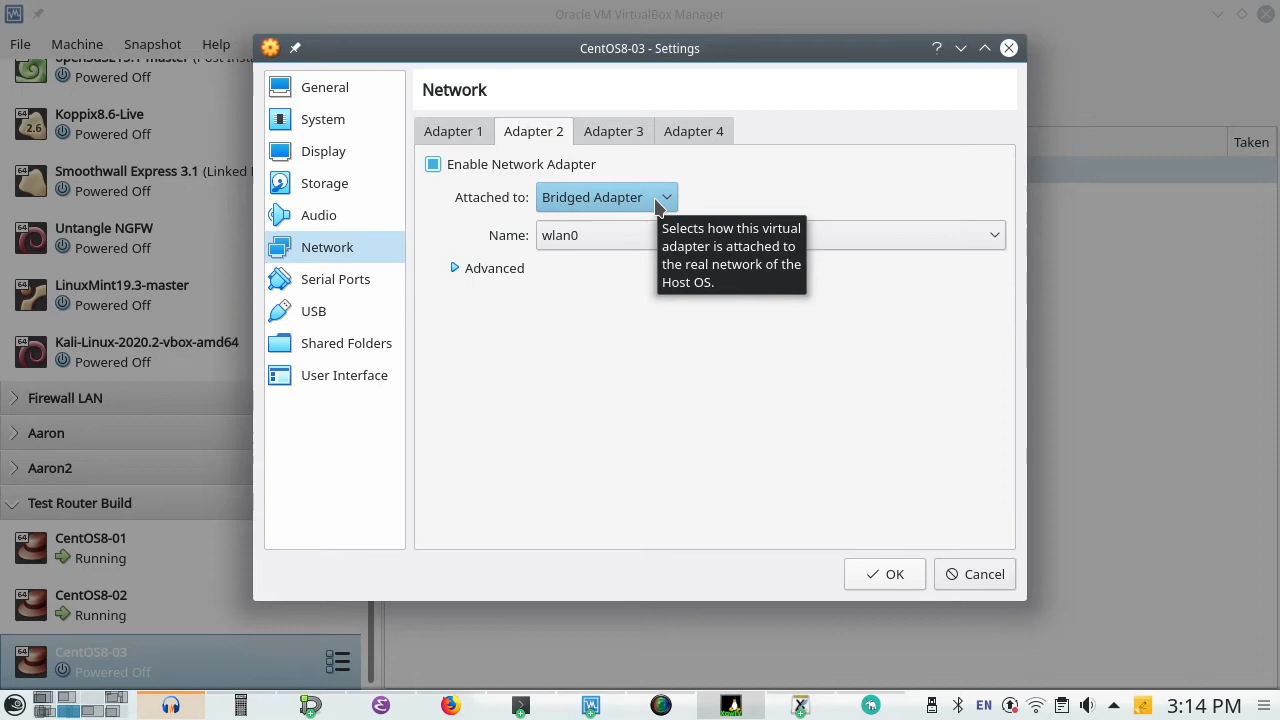 Oracle VM VirtualBox Manager
File Machine Snapshot Help
CentOS8-03 - Settings
Powered Off
Koppix8.6-Live
Powered Off
Smoothwall Express 3.1 (Linked
Powered Off
Untangle NGFW
Powered Off
LinuxMint19.3-master
Powered Off
Kali-Linux-2020.2-vbox-amd64
Powered Off
Firewall LAN
Aaron
Aaron2
Test Router Build
CentOS8-01
Running
CentOS8-02
Running
CentOS8-03
Powered Off
General
System
Display
Storage
Audio
Network
Serial Ports
USB
Shared Folders
User Interface
Network
Adapter 1 Adapter 2 Adapter 3 Adapter 4
Enable Network Adapter
Attached to: Bridged Adapter
Name: wlan0
Advanced
Selects how this virtual
adapter is attached to
the real network of the
Host OS.
OK Cancel
Taken
EN 3:14 PM